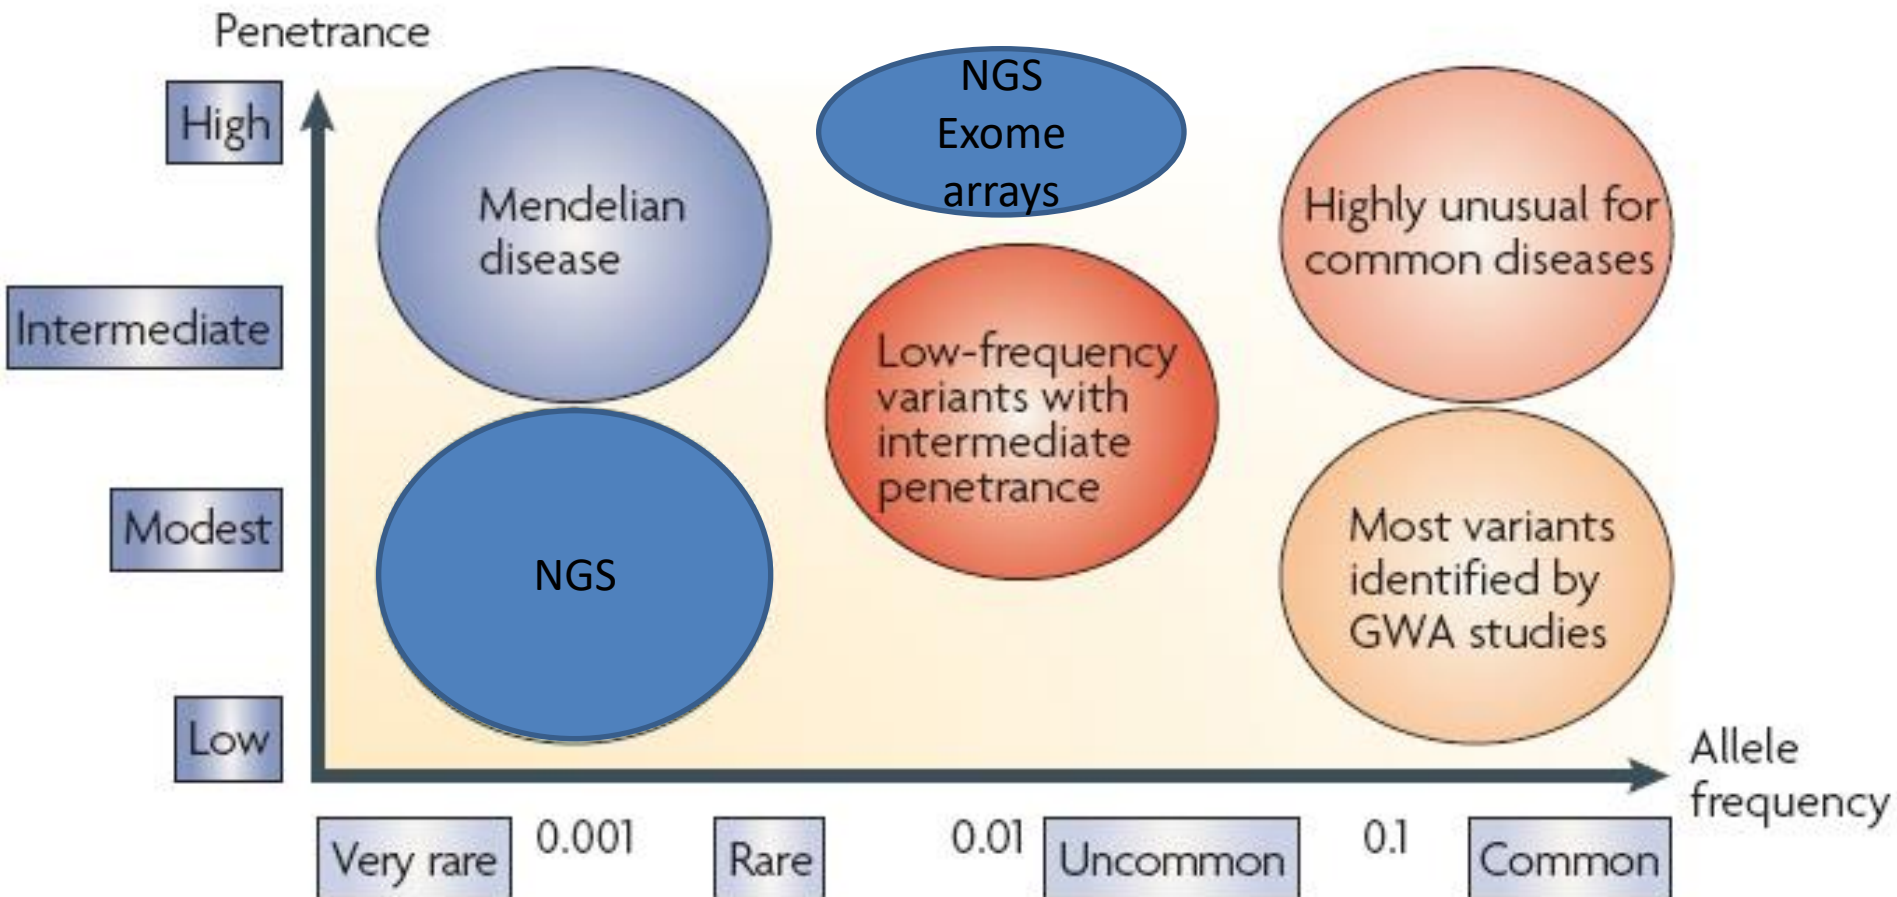 Penetrance
High
Intermediate
Modest
Low
Mendelian
disease
NGS
NGS
Exome
arrays
Low-frequency
variants with
intermediate
penetrance
Highly unusual for
common diseases
Most variants
identified by
GWA studies
Allele
frequency
Very rare
0.001
Rare
0.01
Uncommon
0.1
Common